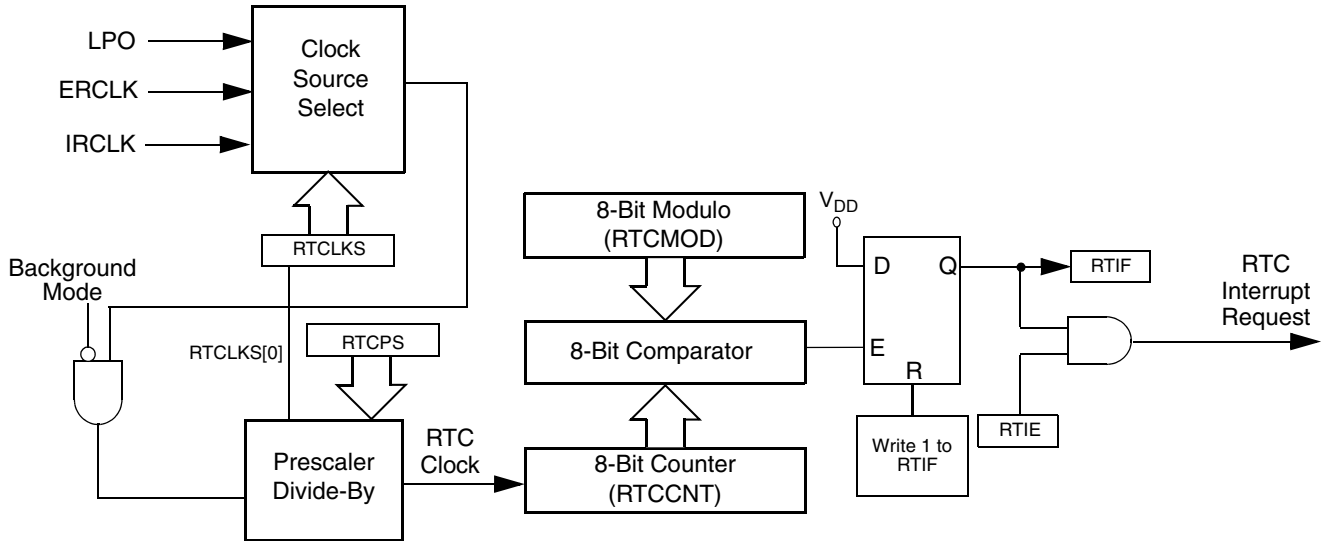 LPO
ERCLK
IRCLK
Clock
Source
Select
RTCLKS
Background
Mode
RTCLKS[0]
RTCPS
Prescaler
Divide-By
RTC
Clock
8-Bit Modulo
(RTCMOD)
8-Bit Comparator
8-Bit Counter
(RTCCNT)
VDD
D
Q
E
R
Write 1 to
RTIF
RTIF
RTIE
RTC
Interrupt
Request